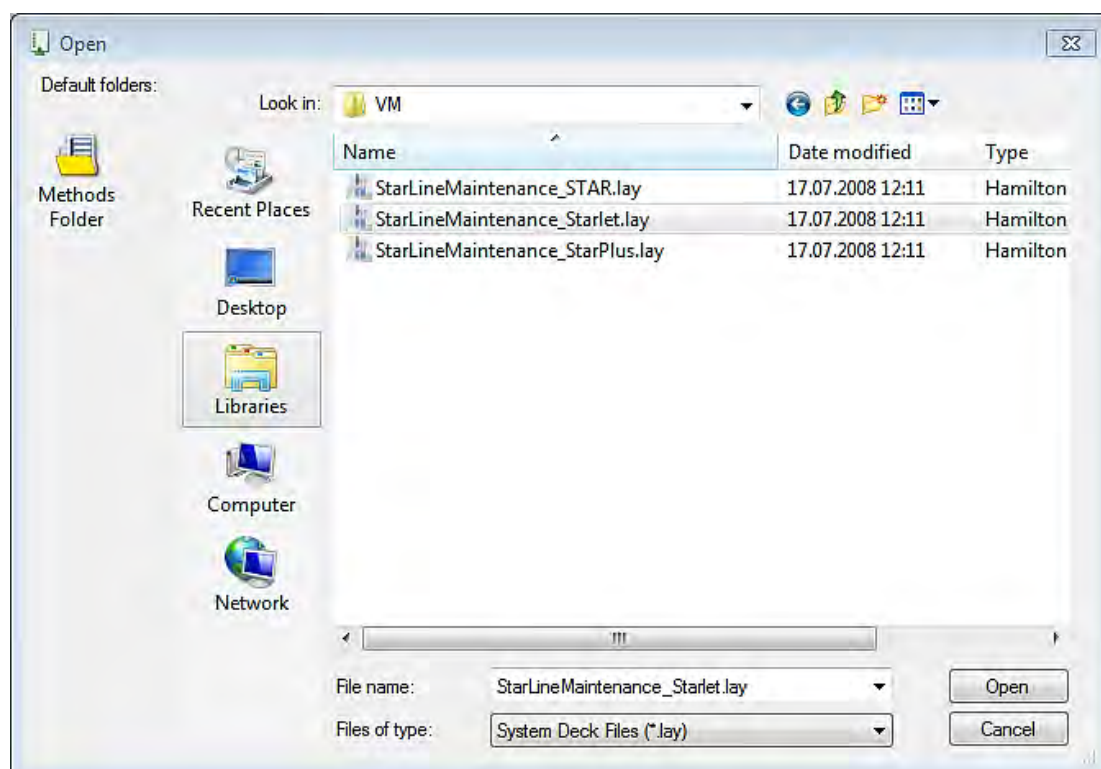 Open
Default folders:
Look in: VM
Methods
Folder
Recent Places
Desktop
Libraries
Computer
Network
Name Date modified Type
StarLineMaintenance_STAR.lay 17.07.2008 12:11 Hamilton
StarLineMaintenance_Starlet.lay 17.07.2008 12:11 Hamilton
StarLineMaintenance_StarPlus.lay 17.07.2008 12:11 Hamilton
File name: StarLineMaintenance_Starlet.lay Open
Files of type: System Deck Files (*.lay) Cancel